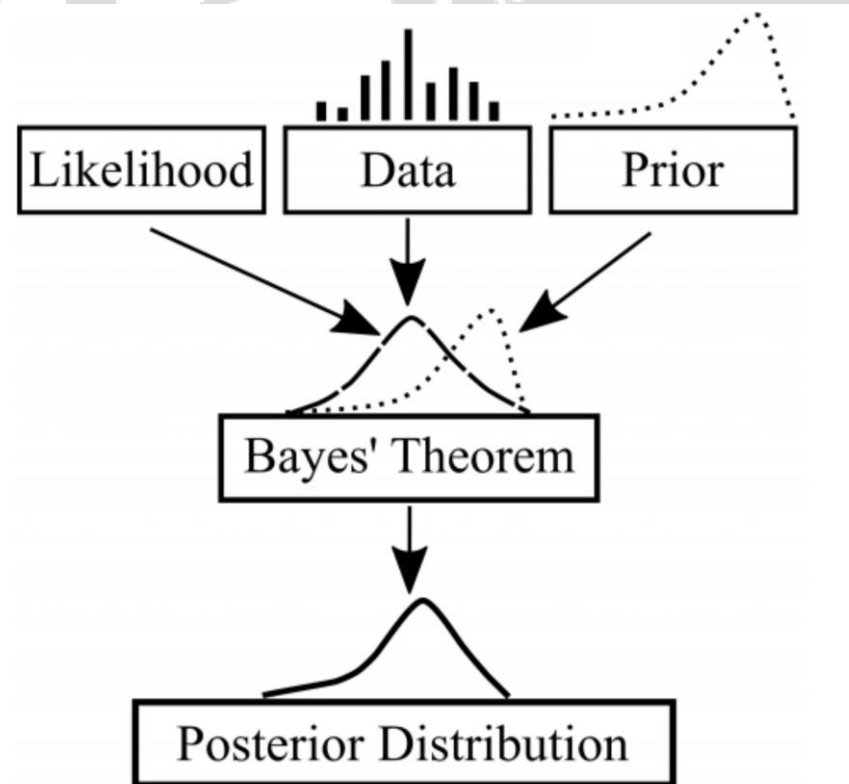 Likelihood
Data
Prior
Bayes' Theorem
Posterior Distribution